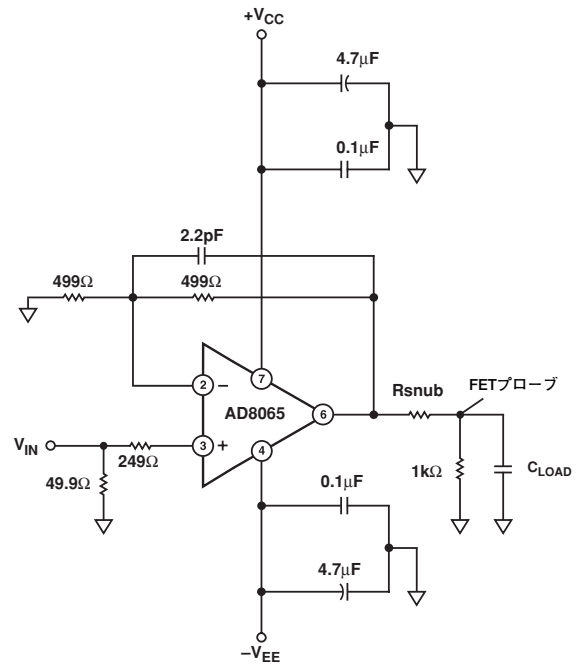 +VCC
4.7µF
0.1µF
2.2pF
499Ω
499Ω
7
2
−
AD8065
6
Rsnub
FETプローブ
VIN
249Ω
3
+
4
49.9Ω
1kΩ
CLOAD
0.1µF
4.7µF
−VEE